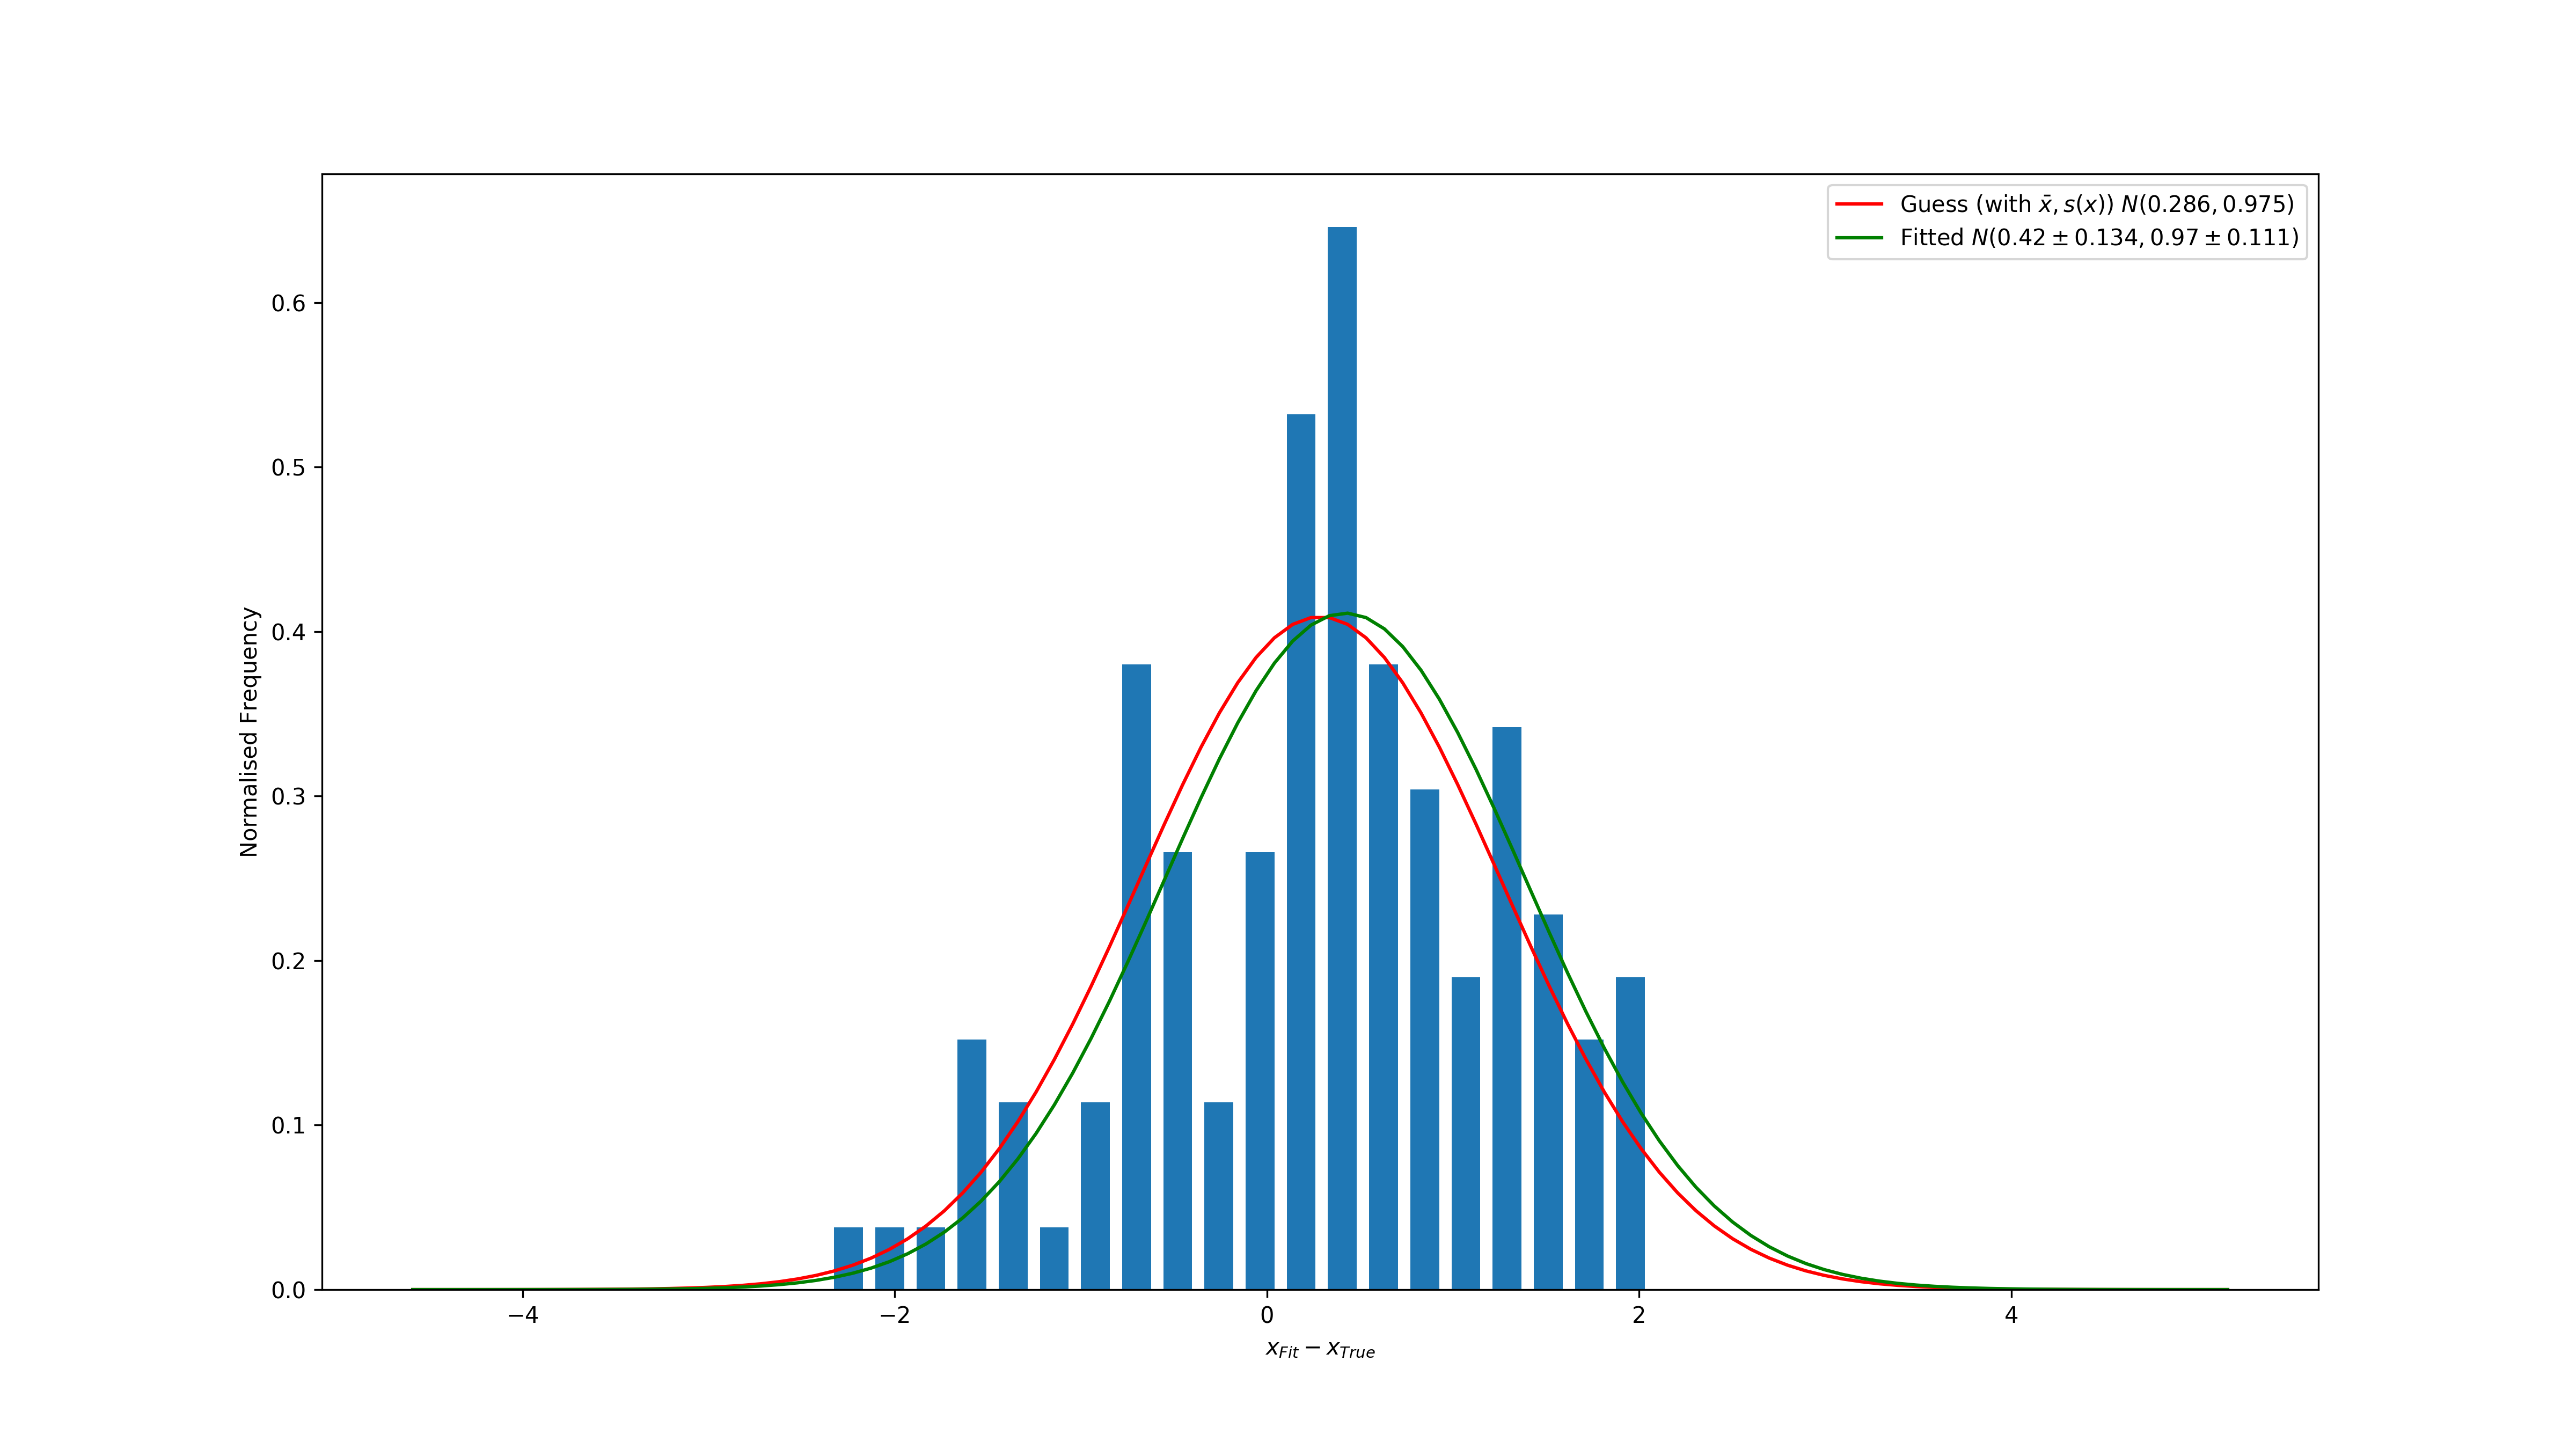 Guess (with x̄, s(x)) N(0.286, 0.975)
Fitted N(0.42 ± 0.134, 0.97 ± 0.111)
0.6
0.5
0.4
0.3
0.2
0.1
0.0
Normalised Frequency
−4 −2 0 2 4
x_Fit − x_True